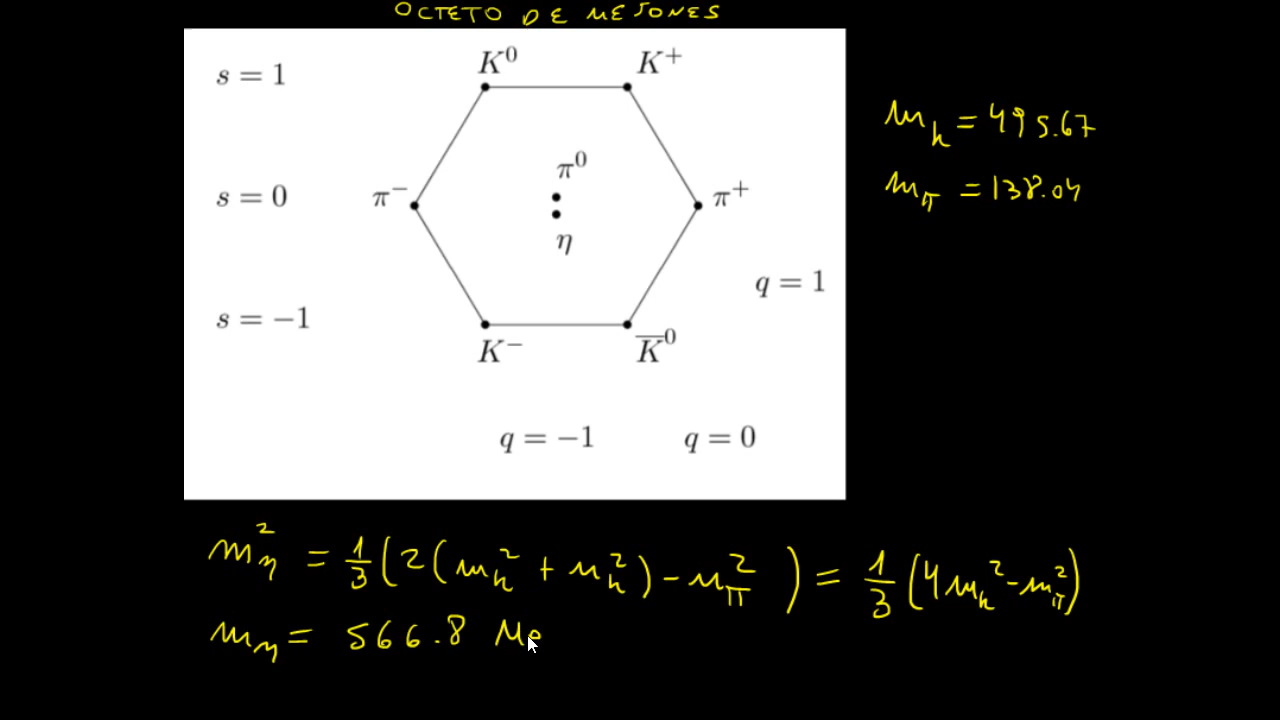 OCTETO DE MESONES
K⁰ K⁺
s = 1
m_k = 495.67
π⁰
s = 0 π⁻ π⁺
m_π = 138.04
η
q = 1
s = −1
K⁻ K̅⁰
q = −1 q = 0
m_η² = 1/3 (2(m_k² + m_k²) − m_π²) = 1/3 (4m_k² − m_π²)
m_η = 566.8 Me